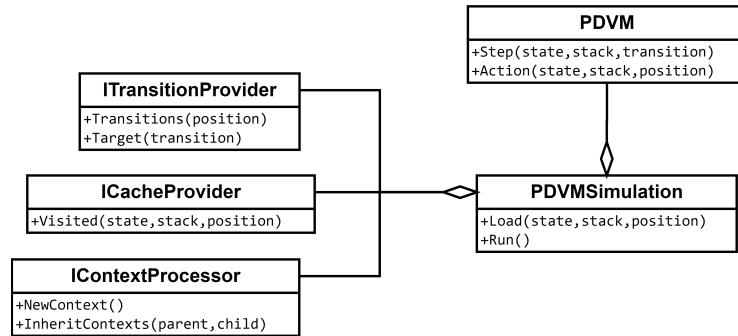 PDVM
+Step(state,stack,transition)
+Action(state,stack,position)
ITransitionProvider
+Transitions(position)
+Target(transition)
ICacheProvider
+Visited(state,stack,position)
PDVMSimulation
+Load(state,stack,position)
+Run()
IContextProcessor
+NewContext()
+InheritContexts(parent,child)